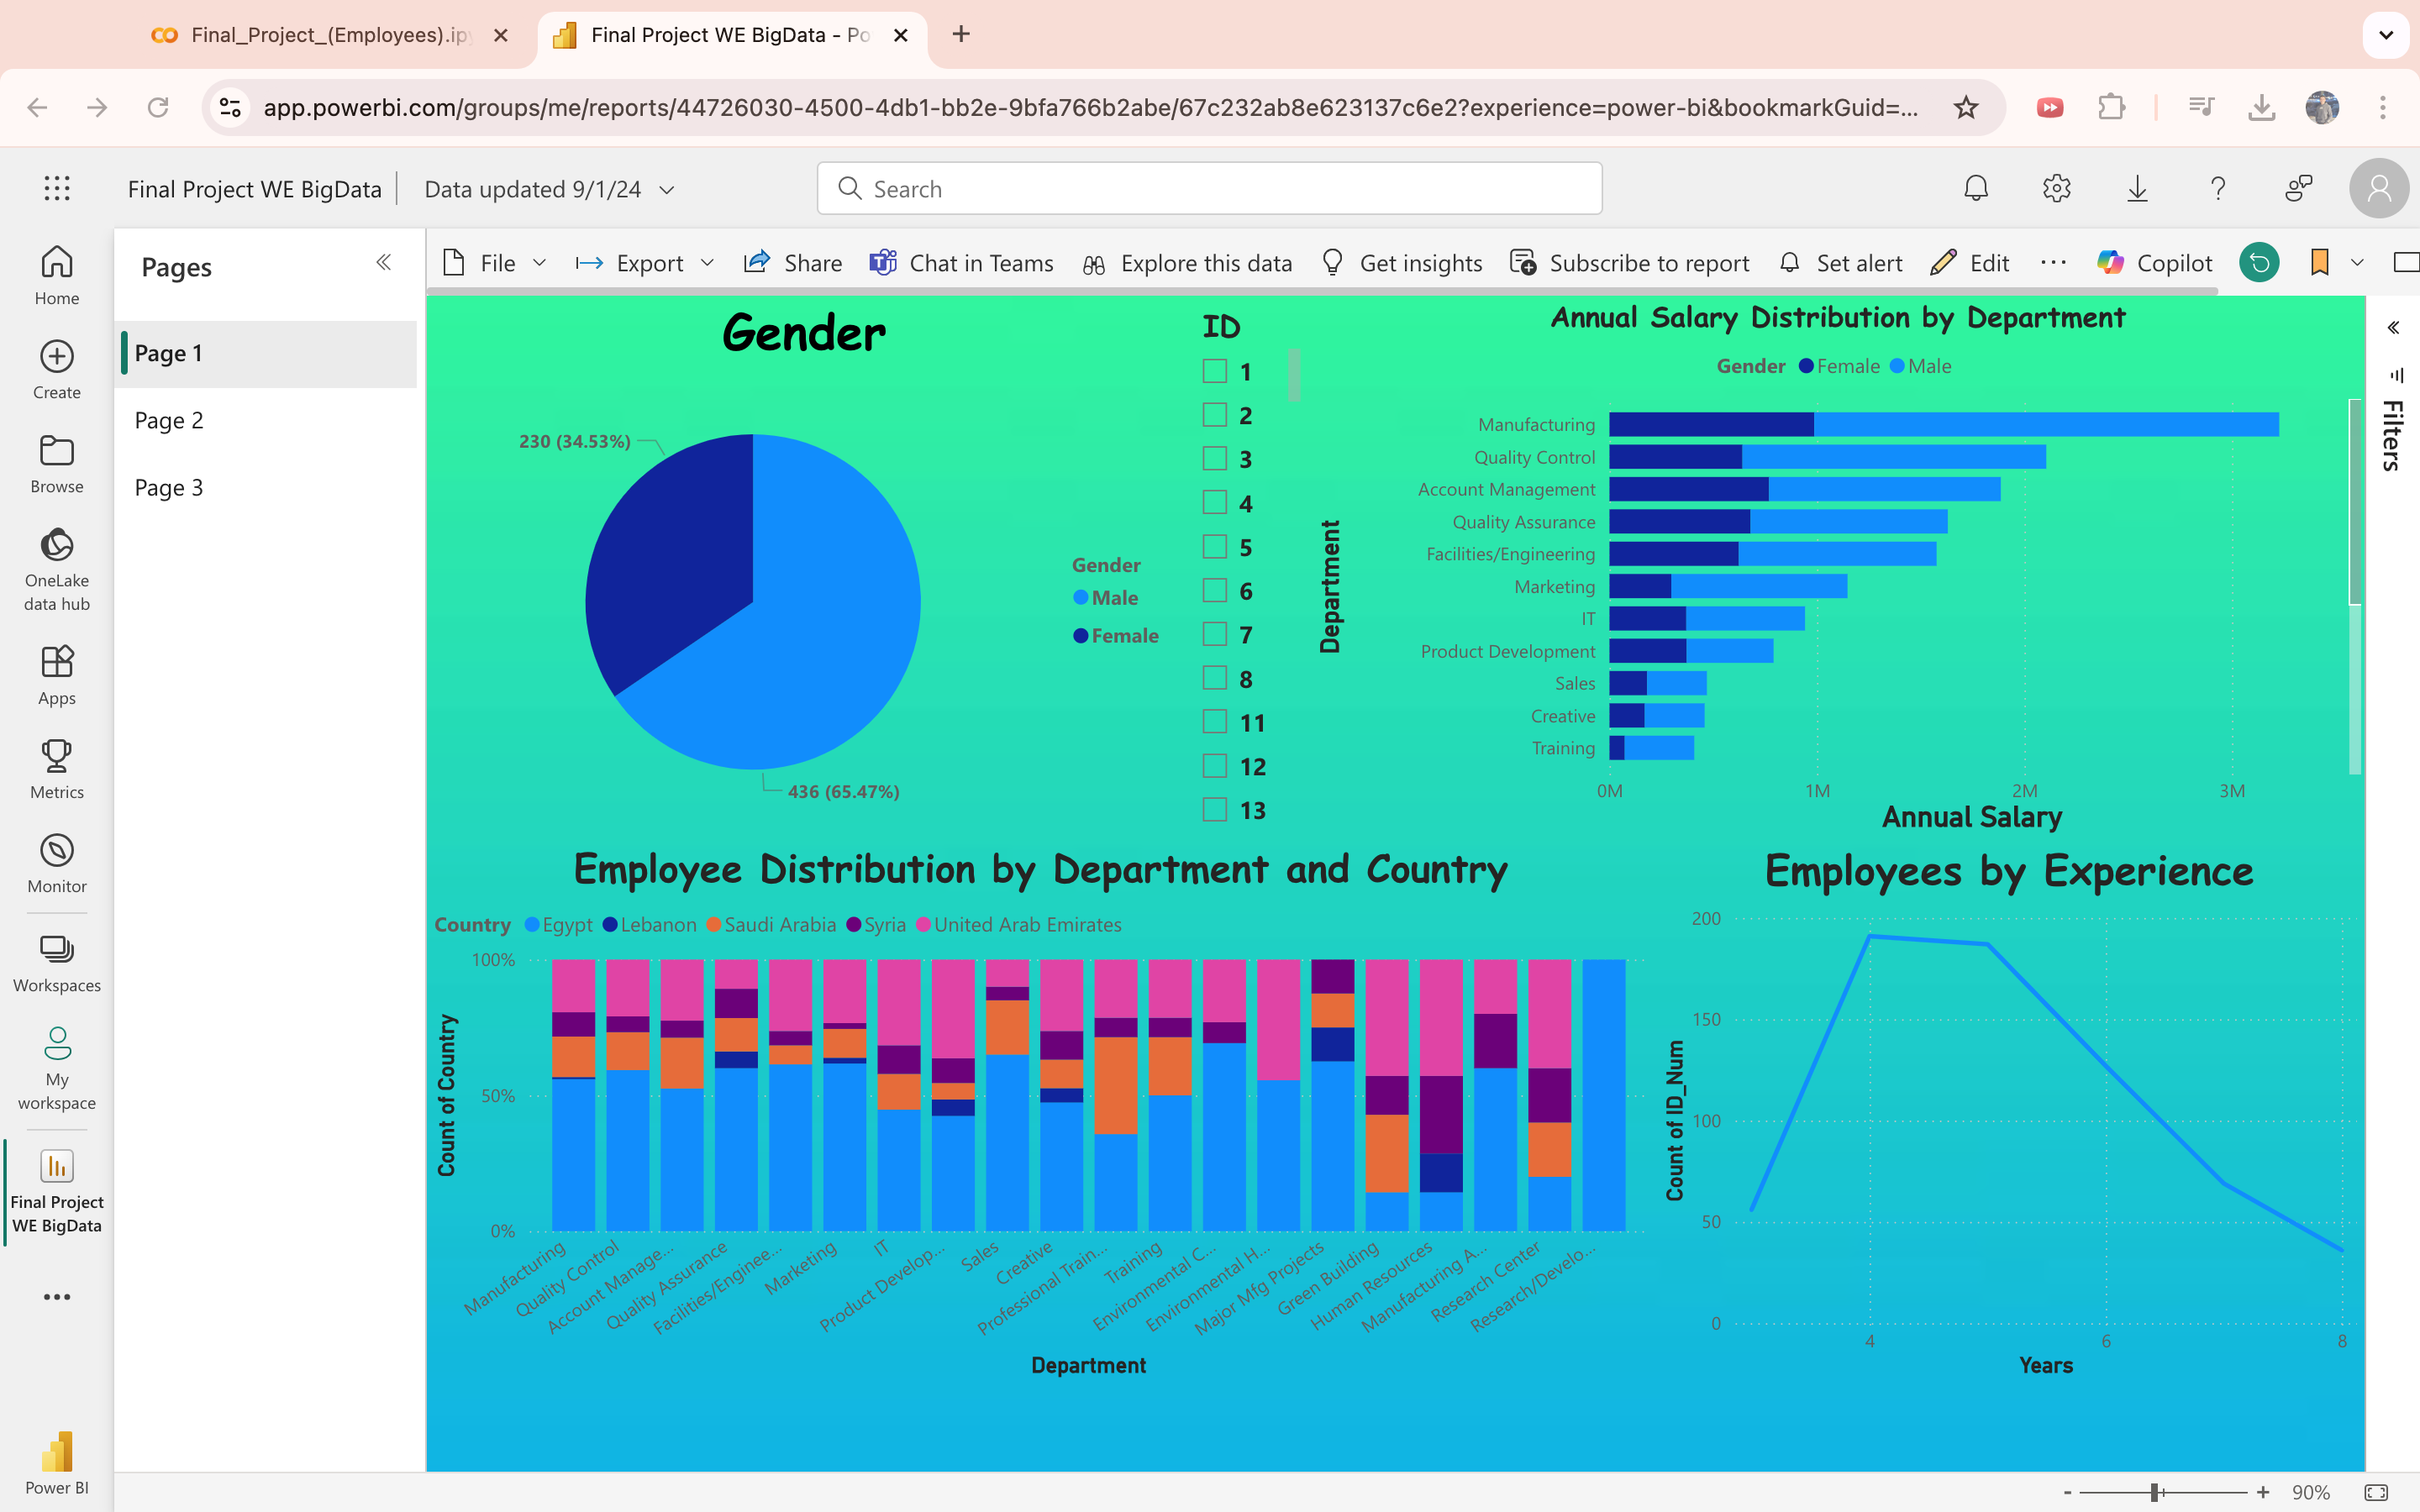 Final_Project_(Employees).ipy
Final Project WE BigData - Po
app.powerbi.com/groups/me/reports/44726030-4500-4db1-bb2e-9bfa766b2abe/67c232ab8e623137c6e2?experience=power-bi&bookmarkGuid=...
Final Project WE BigData
Data updated 9/1/24
Search
Home
Create
Browse
OneLake
data hub
Apps
Metrics
Monitor
Workspaces
My
workspace
Final Project
WE BigData
Power BI
Pages
Page 1
Page 2
Page 3
File
Export
Share
Chat in Teams
Explore this data
Get insights
Subscribe to report
Set alert
Edit
Copilot
Filters
Gender
230 (34.53%)
436 (65.47%)
Gender
Male
Female
ID
1
2
3
4
5
6
7
8
11
12
13
Annual Salary Distribution by Department
Gender Female Male
Department
Manufacturing
Quality Control
Account Management
Quality Assurance
Facilities/Engineering
Marketing
IT
Product Development
Sales
Creative
Training
0M 1M 2M 3M
Annual Salary
Employee Distribution by Department and Country
Country Egypt Lebanon Saudi Arabia Syria United Arab Emirates
Count of Country
100%
50%
0%
Manufacturing
Quality Control
Account Manage...
Quality Assurance
Facilities/Enginee...
Marketing
IT
Product Develop...
Sales
Creative
Professional Train...
Training
Environmental C...
Environmental H...
Major Mfg Projects
Green Building
Human Resources
Manufacturing A...
Research Center
Research/Develo...
Department
Employees by Experience
Count of ID_Num
200
150
100
50
0
4 6 8
Years
90%